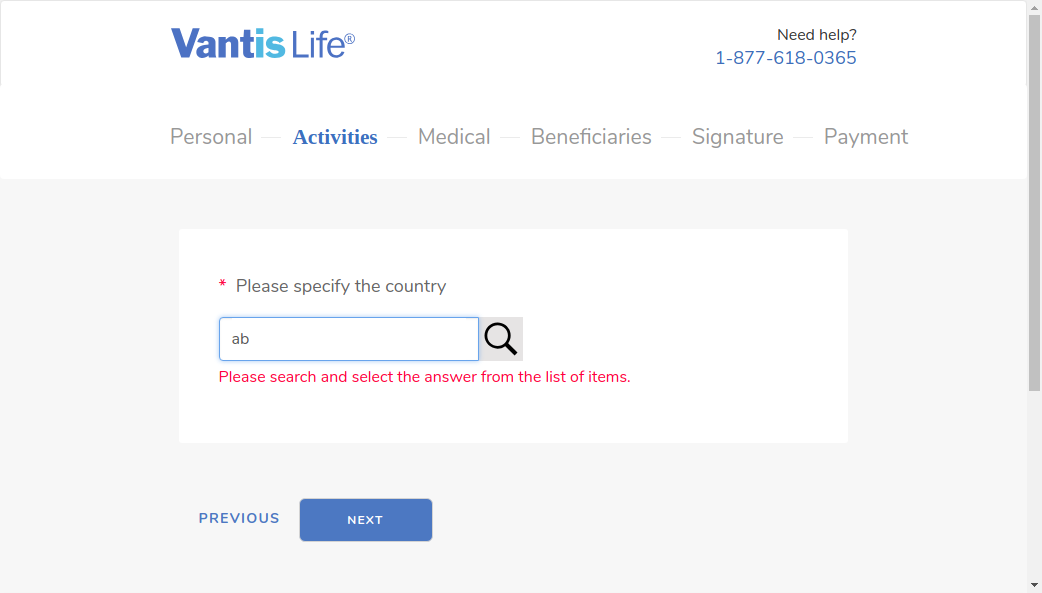 Vantis Life®
Need help?
1-877-618-0365
Personal Activities Medical Beneficiaries Signature Payment
* Please specify the country
ab
Please search and select the answer from the list of items.
PREVIOUS NEXT